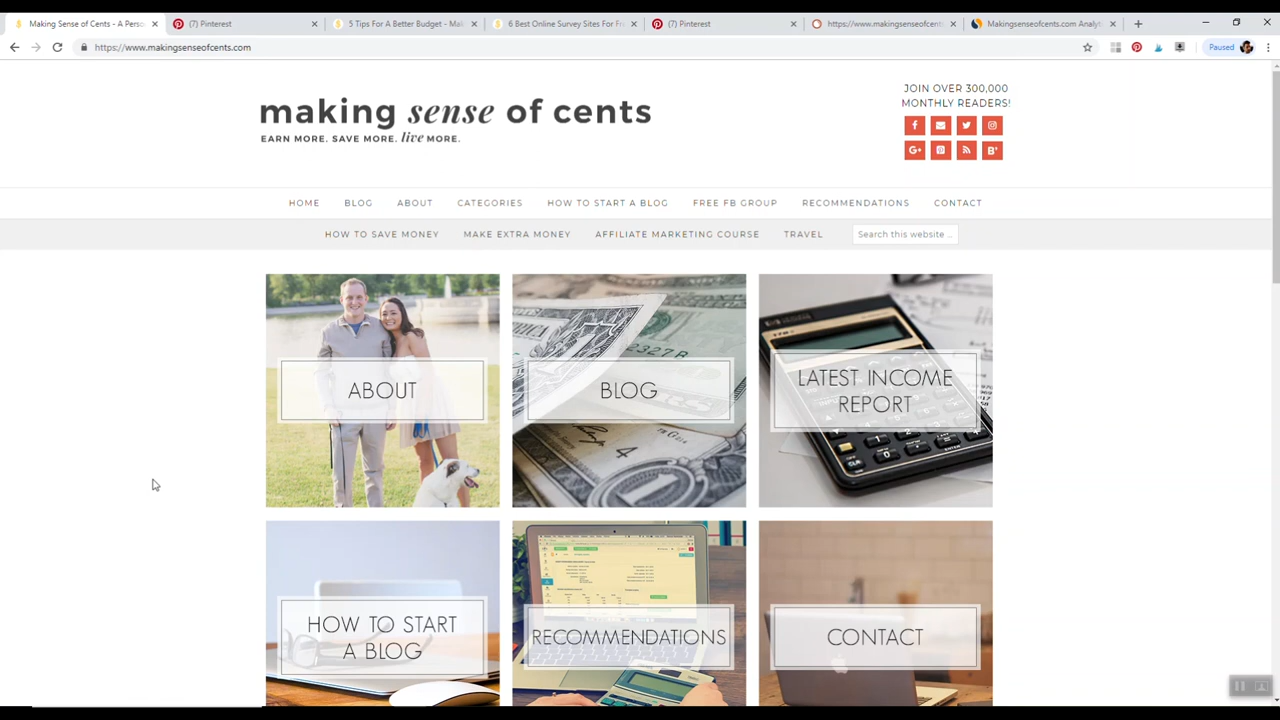 Making Sense of Cents - A Perso
(7) Pinterest
5 Tips For A Better Budget - Mak
6 Best Online Survey Sites For Fr
(7) Pinterest
https://www.makingsenseofcent
Makingsenseofcents.com Analyt
https://www.makingsenseofcents.com
Paused
making sense of cents
EARN MORE. SAVE MORE. live MORE.
JOIN OVER 300,000
MONTHLY READERS!
HOME BLOG ABOUT CATEGORIES HOW TO START A BLOG FREE FB GROUP RECOMMENDATIONS CONTACT
HOW TO SAVE MONEY MAKE EXTRA MONEY AFFILIATE MARKETING COURSE TRAVEL Search this website ...
ABOUT
BLOG
LATEST INCOME
REPORT
HOW TO START
A BLOG
RECOMMENDATIONS
CONTACT